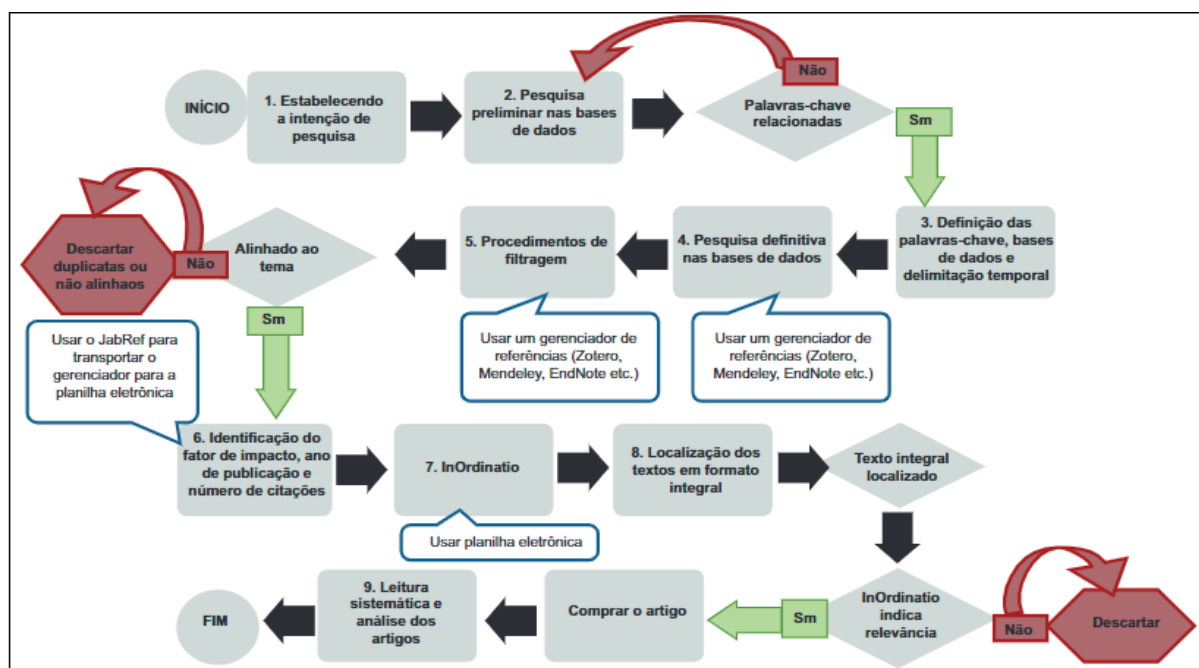 INÍCIO
1. Estabelecendo
a intenção de
pesquisa
2. Pesquisa
preliminar nas bases
de dados
Não
Palavras-chave
relacionadas
Sm
3. Definição das
palavras-chave, bases
de dados e
delimitação temporal
4. Pesquisa definitiva
nas bases de dados
5. Procedimentos de
filtragem
Alinhado ao
tema
Não
Descartar
duplicatas ou
não alinhaos
Sm
Usar um gerenciador de
referências (Zotero,
Mendeley, EndNote etc.)
Usar um gerenciador de
referências (Zotero,
Mendeley, EndNote etc.)
Usar o JabRef para
transportar o
gerenciador para a
planilha eletrônica
6. Identificação do
fator de impacto, ano
de publicação e
número de citações
7. InOrdinatio
Usar planilha eletrônica
8. Localização dos
textos em formato
integral
Texto integral
localizado
InOrdinatio
indica
relevância
Não
Descartar
Sm
Comprar o artigo
9. Leitura
sistemática e
análise dos
artigos
FIM